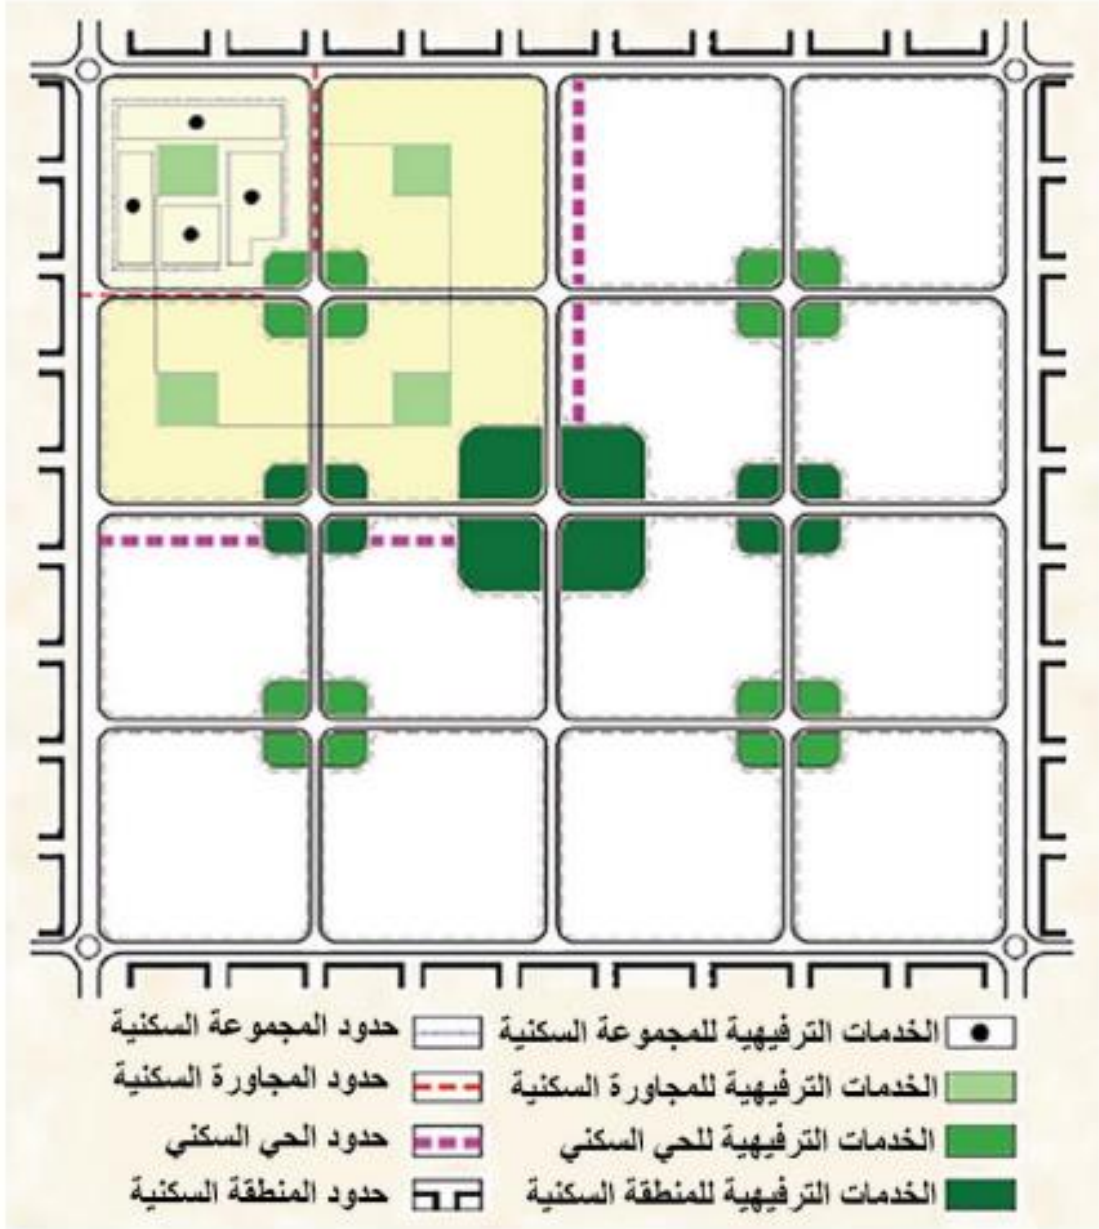 الخدمات الترفيهية للمجموعة السكنية
حدود المجموعة السكنية
الخدمات الترفيهية للمجاورة السكنية
حدود المجاورة السكنية
الخدمات الترفيهية للحي السكني
حدود الحي السكني
الخدمات الترفيهية للمنطقة السكنية
حدود المنطقة السكنية